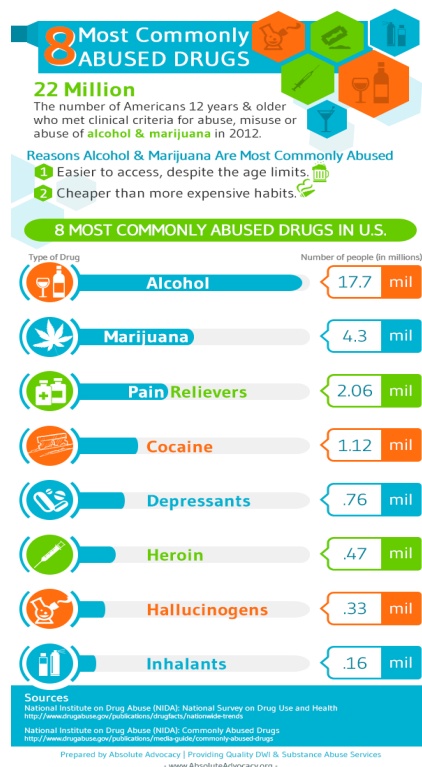 8 Most Commonly
ABUSED DRUGS
22 Million
The number of Americans 12 years & older
who met clinical criteria for abuse, misuse or
abuse of alcohol & marijuana in 2012.
Reasons Alcohol & Marijuana Are Most Commonly Abused
1 Easier to access, despite the age limits.
2 Cheaper than more expensive habits.
8 MOST COMMONLY ABUSED DRUGS IN U.S.
Type of Drug Number of people (in millions)
Alcohol 17.7 mil
Marijuana 4.3 mil
Pain Relievers 2.06 mil
Cocaine 1.12 mil
Depressants .76 mil
Heroin .47 mil
Hallucinogens .33 mil
Inhalants .16 mil
Sources
National Institute on Drug Abuse (NIDA): National Survey on Drug Use and Health
http://www.drugabuse.gov/publications/drugfacts/nationwide-trends
National Institute on Drug Abuse (NIDA): Commonly Abused Drugs
http://www.drugabuse.gov/publications/media-guide/commonly-abused-drugs
Prepared by Absolute Advocacy | Providing Quality DWI & Substance Abuse Services
- www.AbsoluteAdvocacy.org -